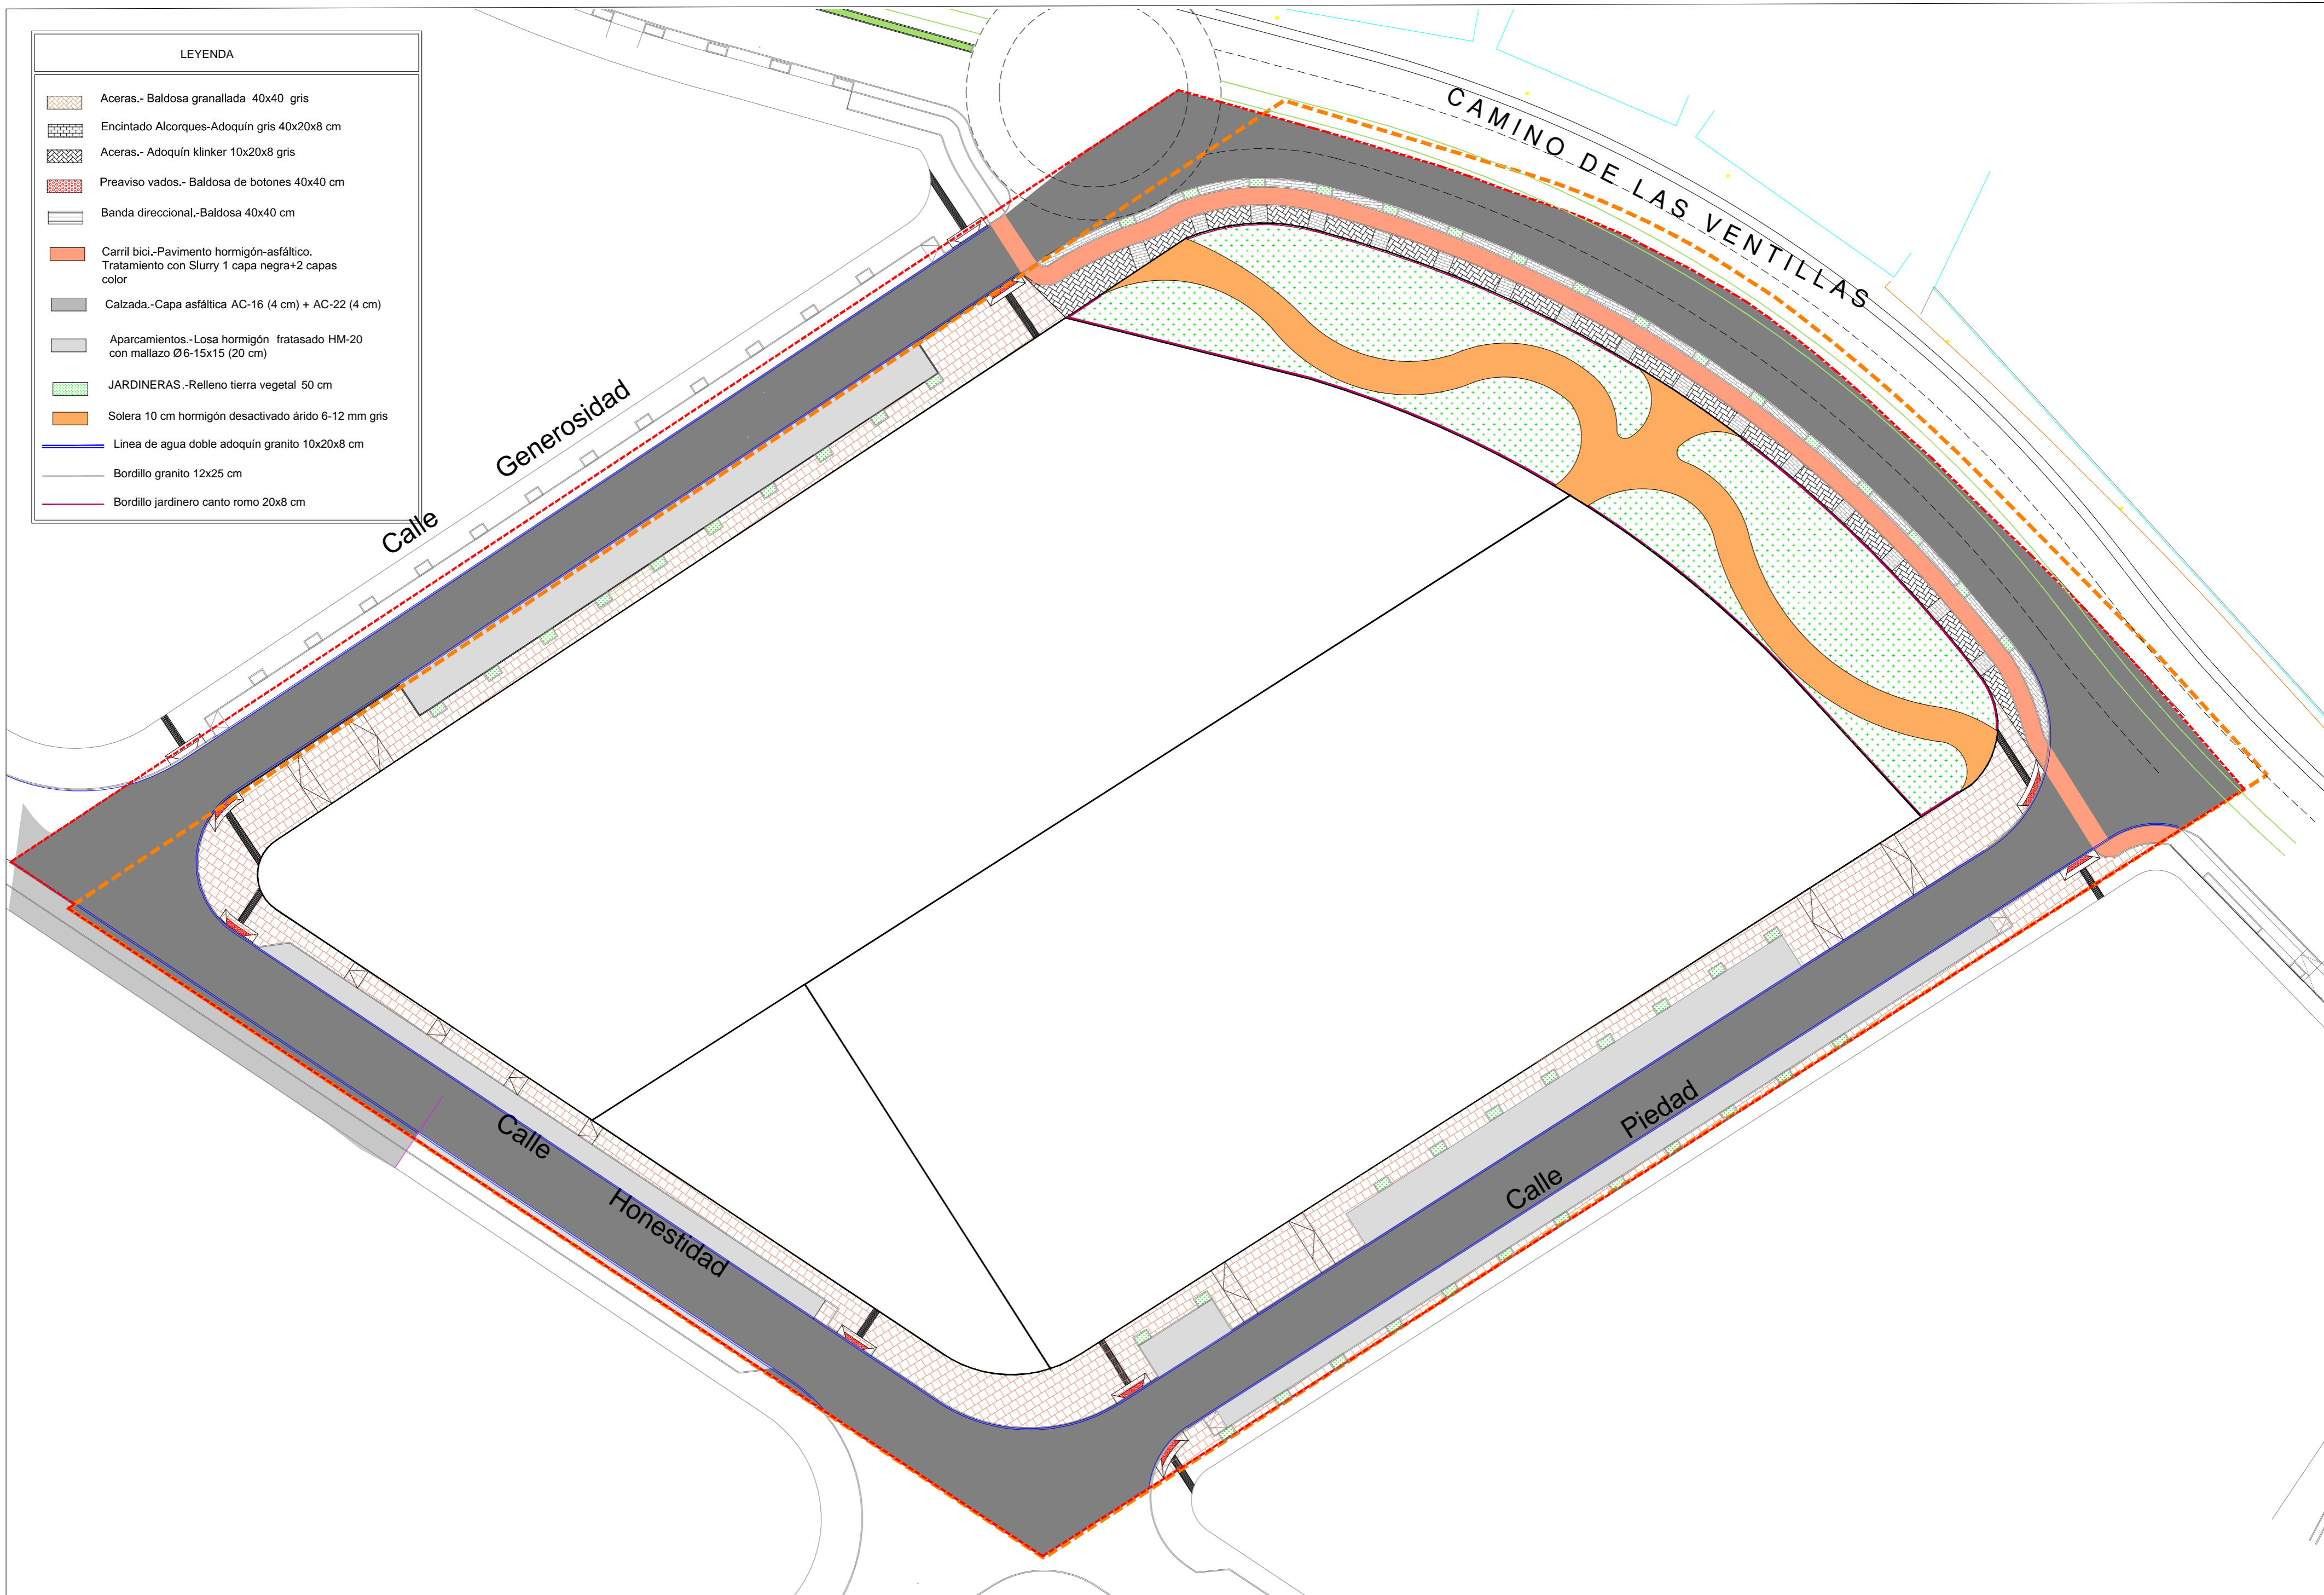 LEYENDA
Aceras.- Baldosa granallada 40x40 gris
Encintado Alcorques-Adoquín gris 40x20x8 cm
Aceras.- Adoquín klinker 10x20x8 gris
Preaviso vados.- Baldosa de botones 40x40 cm
Banda direccional.-Baldosa 40x40 cm
Carril bici.-Pavimento hormigón-asfáltico.
Tratamiento con Slurry 1 capa negra+2 capas
color
Calzada.-Capa asfáltica AC-16 (4 cm) + AC-22 (4 cm)
Aparcamientos.-Losa hormigón fratasado HM-20
con mallazo Ø6-15x15 (20 cm)
JARDINERAS.-Relleno tierra vegetal 50 cm
Solera 10 cm hormigón desactivado árido 6-12 mm gris
Linea de agua doble adoquín granito 10x20x8 cm
Bordillo granito 12x25 cm
Bordillo jardinero canto romo 20x8 cm
CAMINO DE LAS VENTILLAS
Calle Generosidad
Calle Honestidad
Calle Piedad